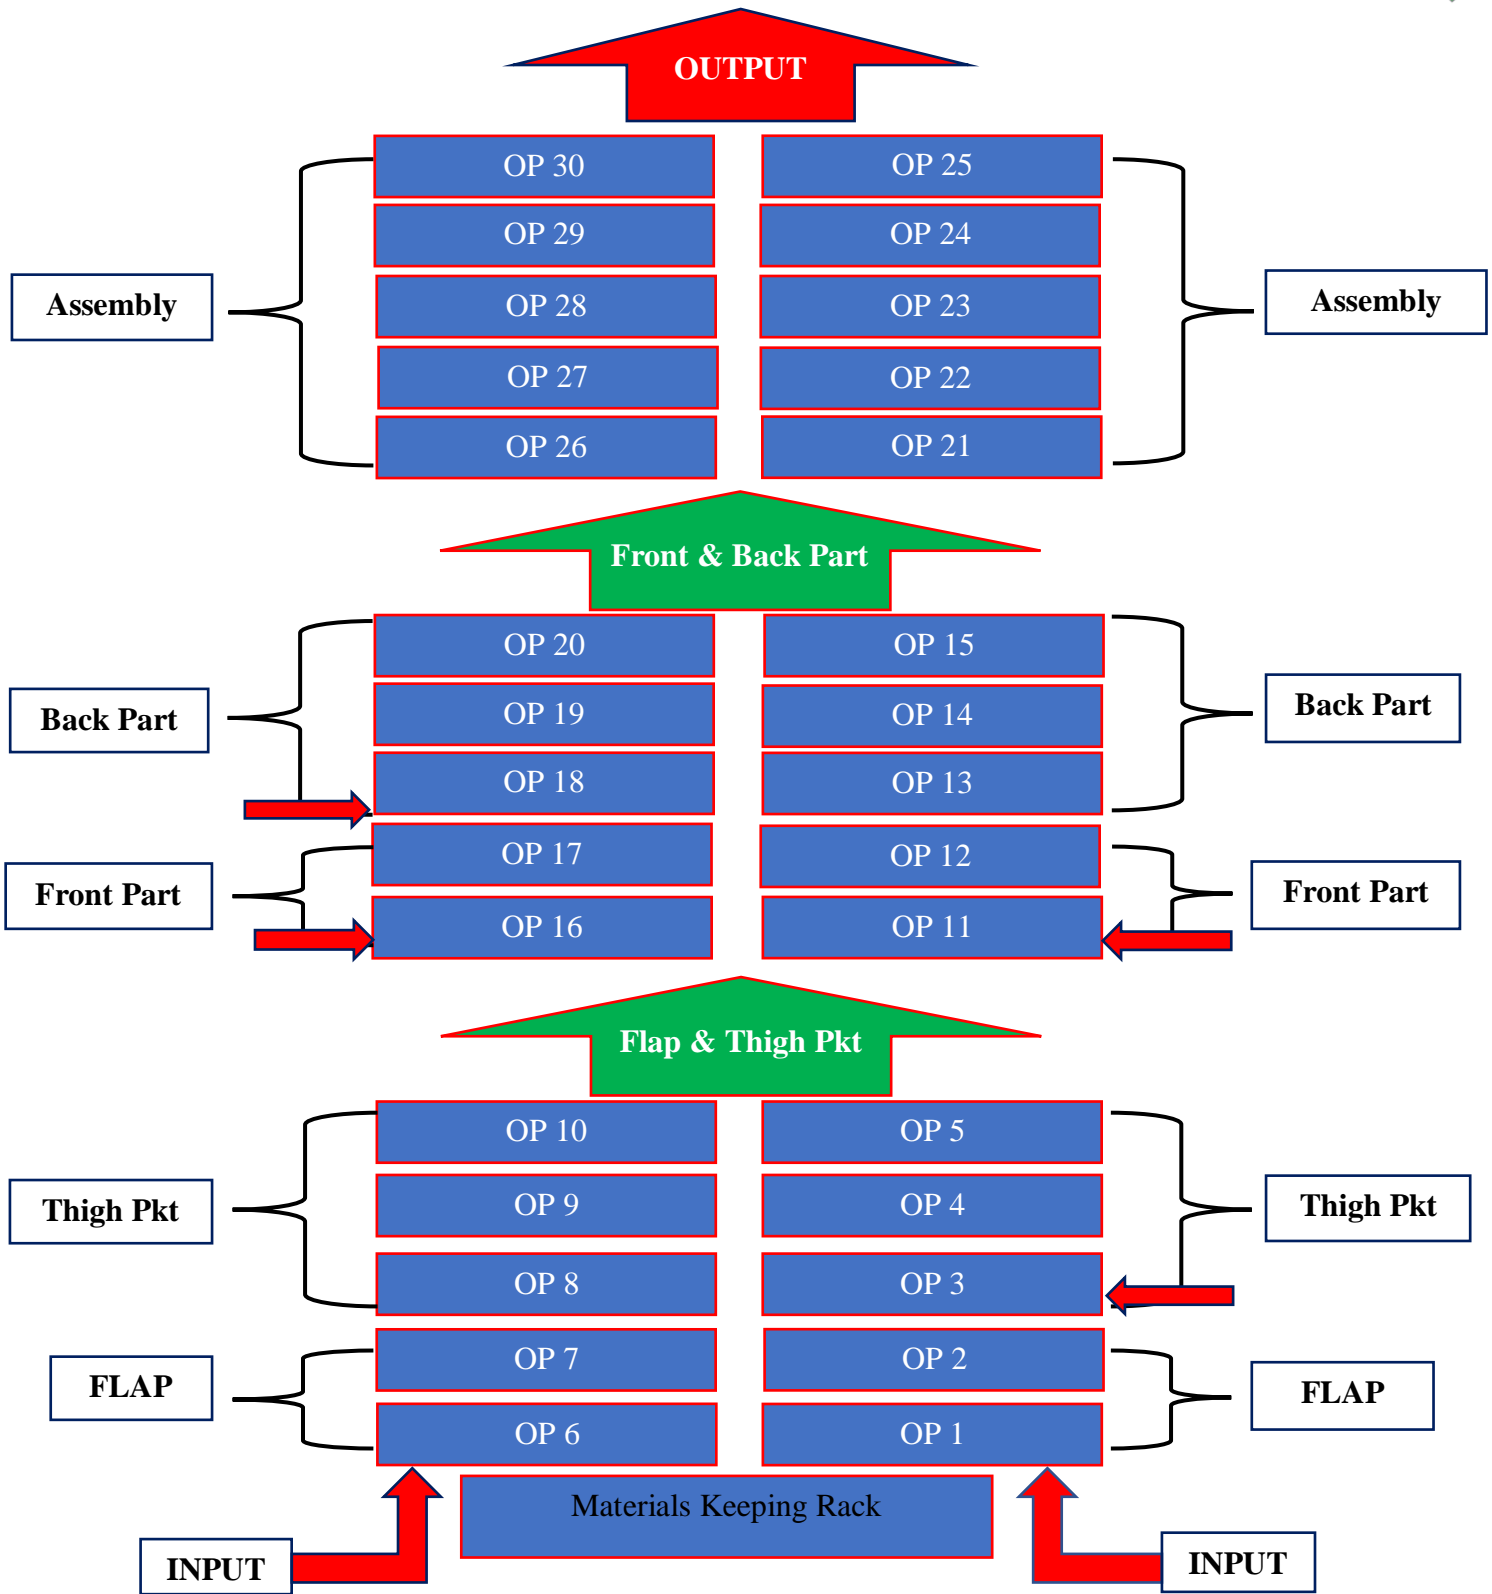 OUTPUT
OP 30
OP 25
OP 29
OP 24
Assembly
OP 28
OP 23
Assembly
OP 27
OP 22
OP 26
OP 21
Front & Back Part
OP 20
OP 15
Back Part
OP 19
OP 14
Back Part
OP 18
OP 13
OP 17
OP 12
Front Part
OP 16
OP 11
Front Part
Flap & Thigh Pkt
OP 10
OP 5
Thigh Pkt
OP 9
OP 4
Thigh Pkt
OP 8
OP 3
OP 7
OP 2
FLAP
FLAP
OP 6
OP 1
Materials Keeping Rack
INPUT
INPUT